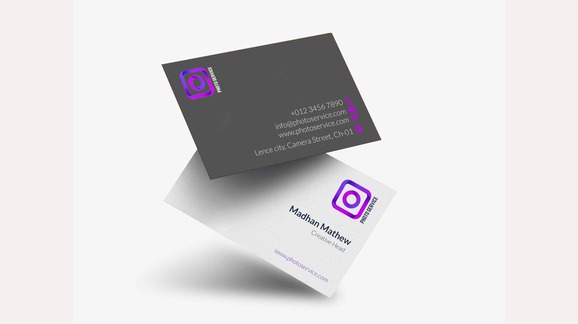 PHOTO SERVICE
+012 3456 7890
info@photoservice.com
www.photoservice.com
Lence city, Camera Street, Ch-01
PHOTO SERVICE
Madhan Mathew
Creative Head
www.photoservice.com